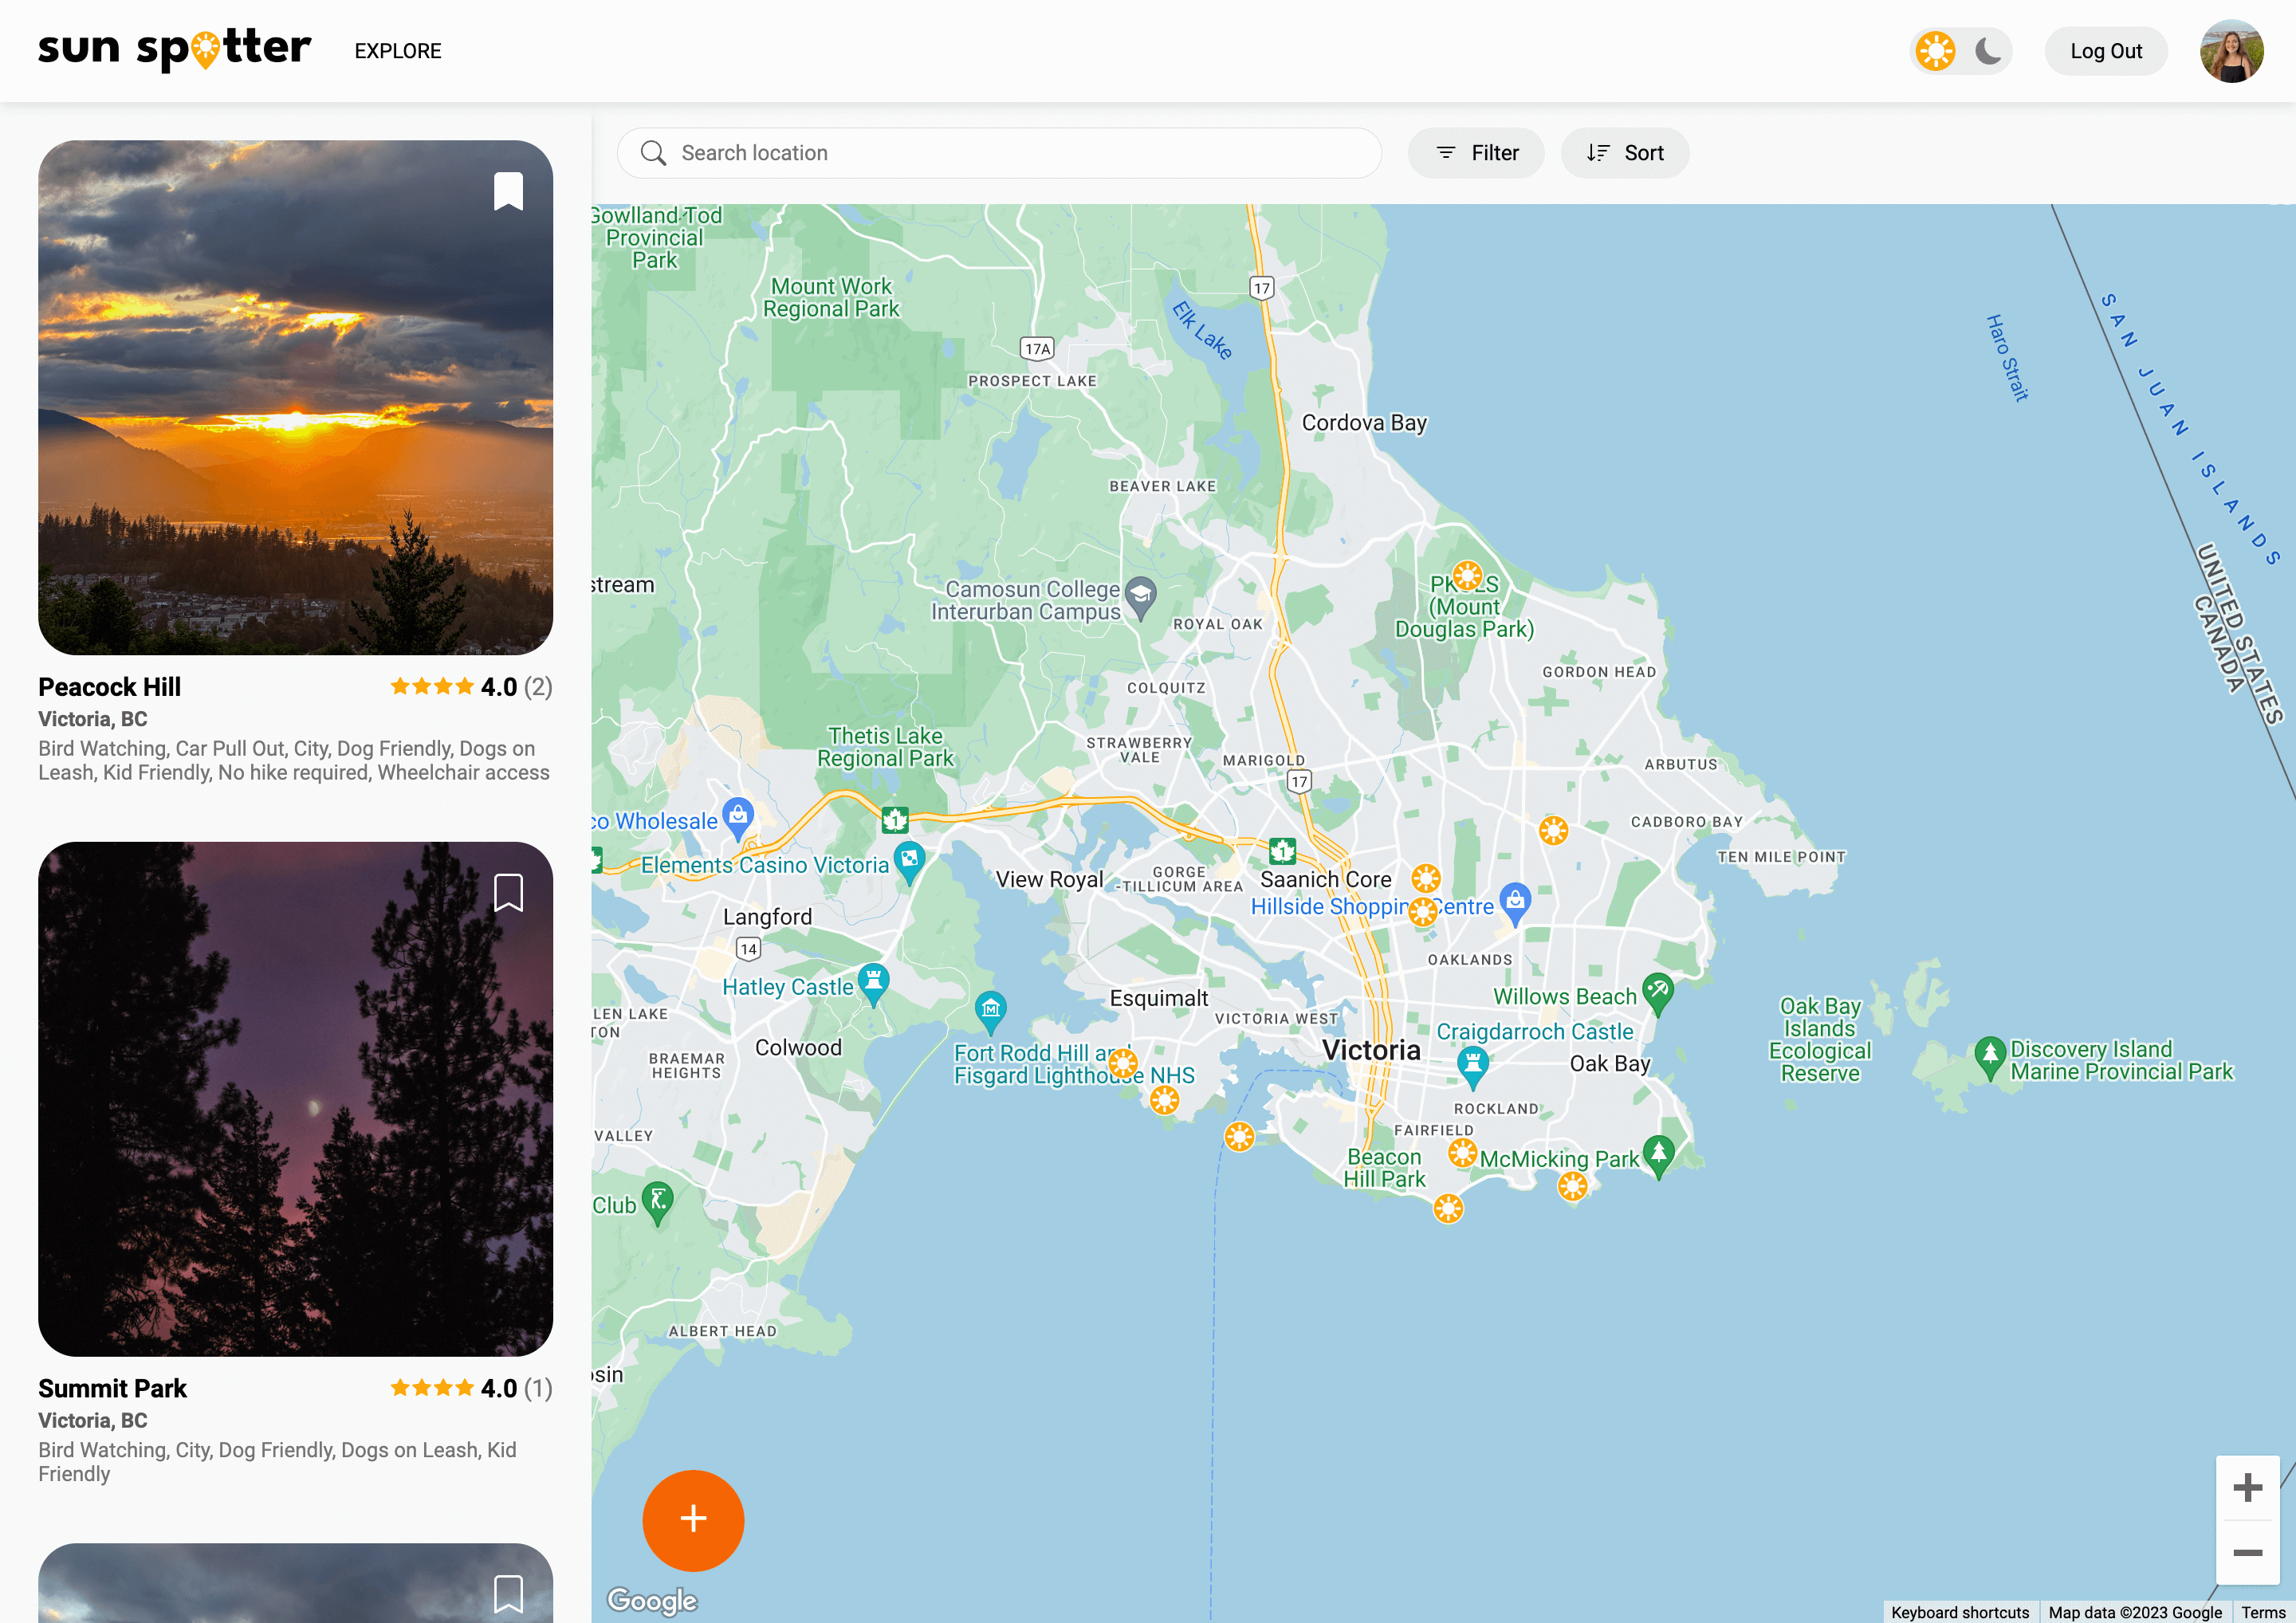 sun spotter
EXPLORE
Log Out
Search location
Filter
Sort
Peacock Hill
4.0 (2)
Victoria, BC
Bird Watching, Car Pull Out, City, Dog Friendly, Dogs on
Leash, Kid Friendly, No hike required, Wheelchair access
Summit Park
4.0 (1)
Victoria, BC
Bird Watching, City, Dog Friendly, Dogs on Leash, Kid
Friendly
Gowlland Tod
Provincial
Park
Mount Work
Regional Park
17
Elk Lake
17A
PROSPECT LAKE
Haro Strait
SAN JUAN ISLANDS
Cordova Bay
BEAVER LAKE
UNITED STATES
CANADA
stream
Camosun College
Interurban Campus
ROYAL OAK
(Mount
Douglas Park)
GORDON HEAD
COLQUITZ
Thetis Lake
Regional Park
STRAWBERRY
VALE
MARIGOLD
17
ARBUTUS
co Wholesale
1
CADBORO BAY
TEN MILE POINT
Elements Casino Victoria
View Royal
GORGE
-TILLICUM AREA
1
Saanich Core
Hillside Shopping Centre
Langford
14
OAKLANDS
Hatley Castle
Esquimalt
Willows Beach
LEN LAKE
TON
VICTORIA WEST
Craigdarroch Castle
Oak Bay
Islands
Ecological
Reserve
Colwood
BRAEMAR
HEIGHTS
Fort Rodd Hill and
Fisgard Lighthouse NHS
Victoria
Oak Bay
Discovery Island
Marine Provincial Park
ROCKLAND
VALLEY
FAIRFIELD
Beacon
Hill Park
McMicking Park
Club
ALBERT HEAD
osin
Google
Keyboard shortcuts
Map data ©2023 Google
Terms